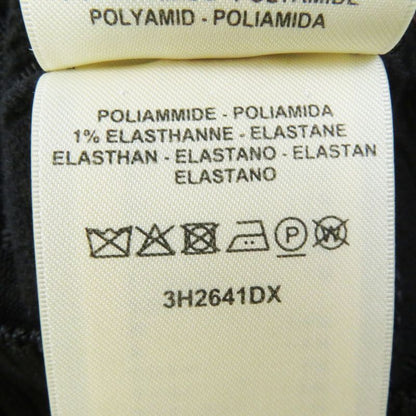 POLYAMID - POLIAMIDA
POLIAMMIDE - POLIAMIDA
1% ELASTHANNE - ELASTANE
ELASTHAN - ELASTANO - ELASTAN
ELASTANO
P W
3H2641DX